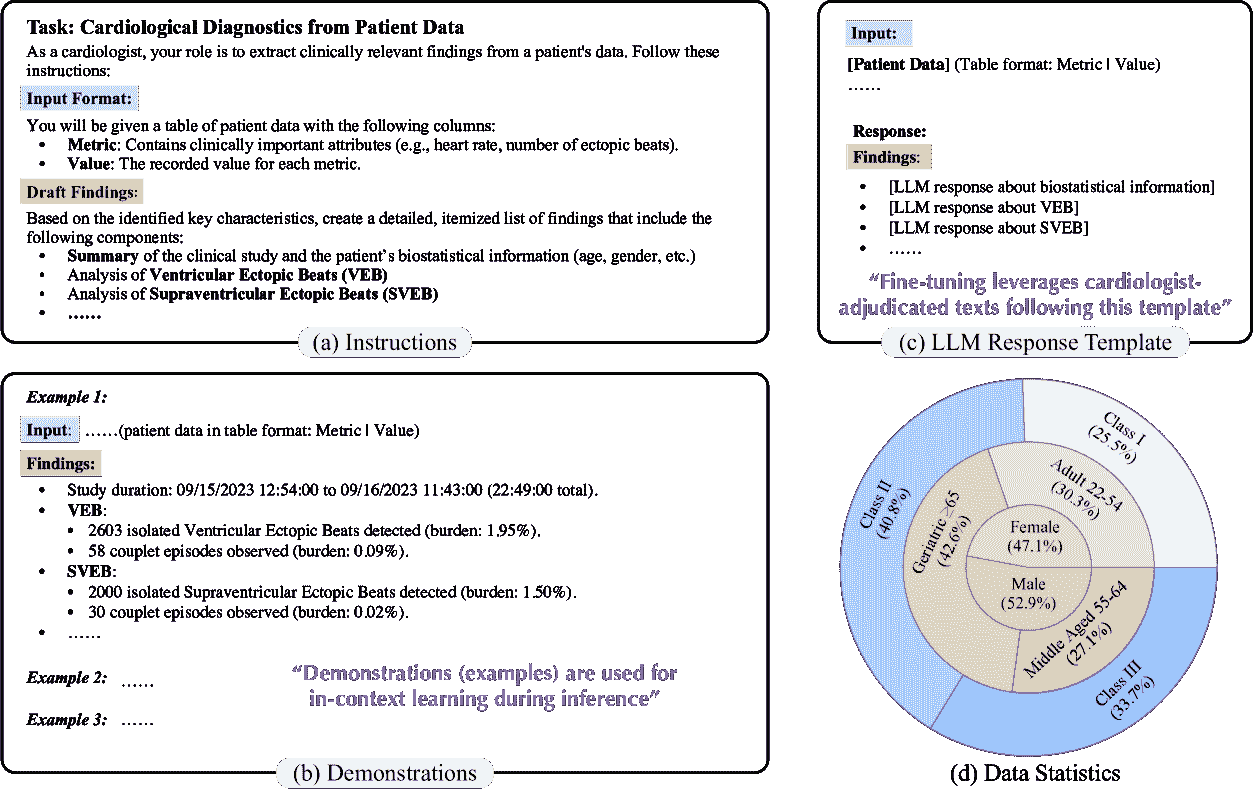 Task: Cardiological Diagnostics from Patient Data
As a cardiologist, your role is to extract clinically relevant findings from a patient's data. Follow these
instructions:
Input Format:
You will be given a table of patient data with the following columns:
• Metric: Contains clinically important attributes (e.g., heart rate, number of ectopic beats).
• Value: The recorded value for each metric.
Draft Findings:
Based on the identified key characteristics, create a detailed, itemized list of findings that include the
following components:
• Summary of the clinical study and the patient's biostatistical information (age, gender, etc.)
• Analysis of Ventricular Ectopic Beats (VEB)
• Analysis of Supraventricular Ectopic Beats (SVEB)
• ......
(a) Instructions
Example 1:
Input: ......(patient data in table format: Metric | Value)
Findings:
• Study duration: 09/15/2023 12:54:00 to 09/16/2023 11:43:00 (22:49:00 total).
• VEB:
• 2603 isolated Ventricular Ectopic Beats detected (burden: 1.95%).
• 58 couplet episodes observed (burden: 0.09%).
• SVEB:
• 2000 isolated Supraventricular Ectopic Beats detected (burden: 1.50%).
• 30 couplet episodes observed (burden: 0.02%).
• ......
Example 2: ......
Example 3: ......
“Demonstrations (examples) are used for
in-context learning during inference”
(b) Demonstrations
Input:
[Patient Data] (Table format: Metric | Value)
......
Response:
Findings:
• [LLM response about biostatistical information]
• [LLM response about VEB]
• [LLM response about SVEB]
• ......
“Fine-tuning leverages cardiologist-
adjudicated texts following this template”
(c) LLM Response Template
Class I
(25.5%)
Class II
(40.8%)
Class III
(33.7%)
Adult 22-54
(30.3%)
Geriatric ≥65
(42.6%)
Middle Aged 55-64
(27.1%)
Female
(47.1%)
Male
(52.9%)
(d) Data Statistics